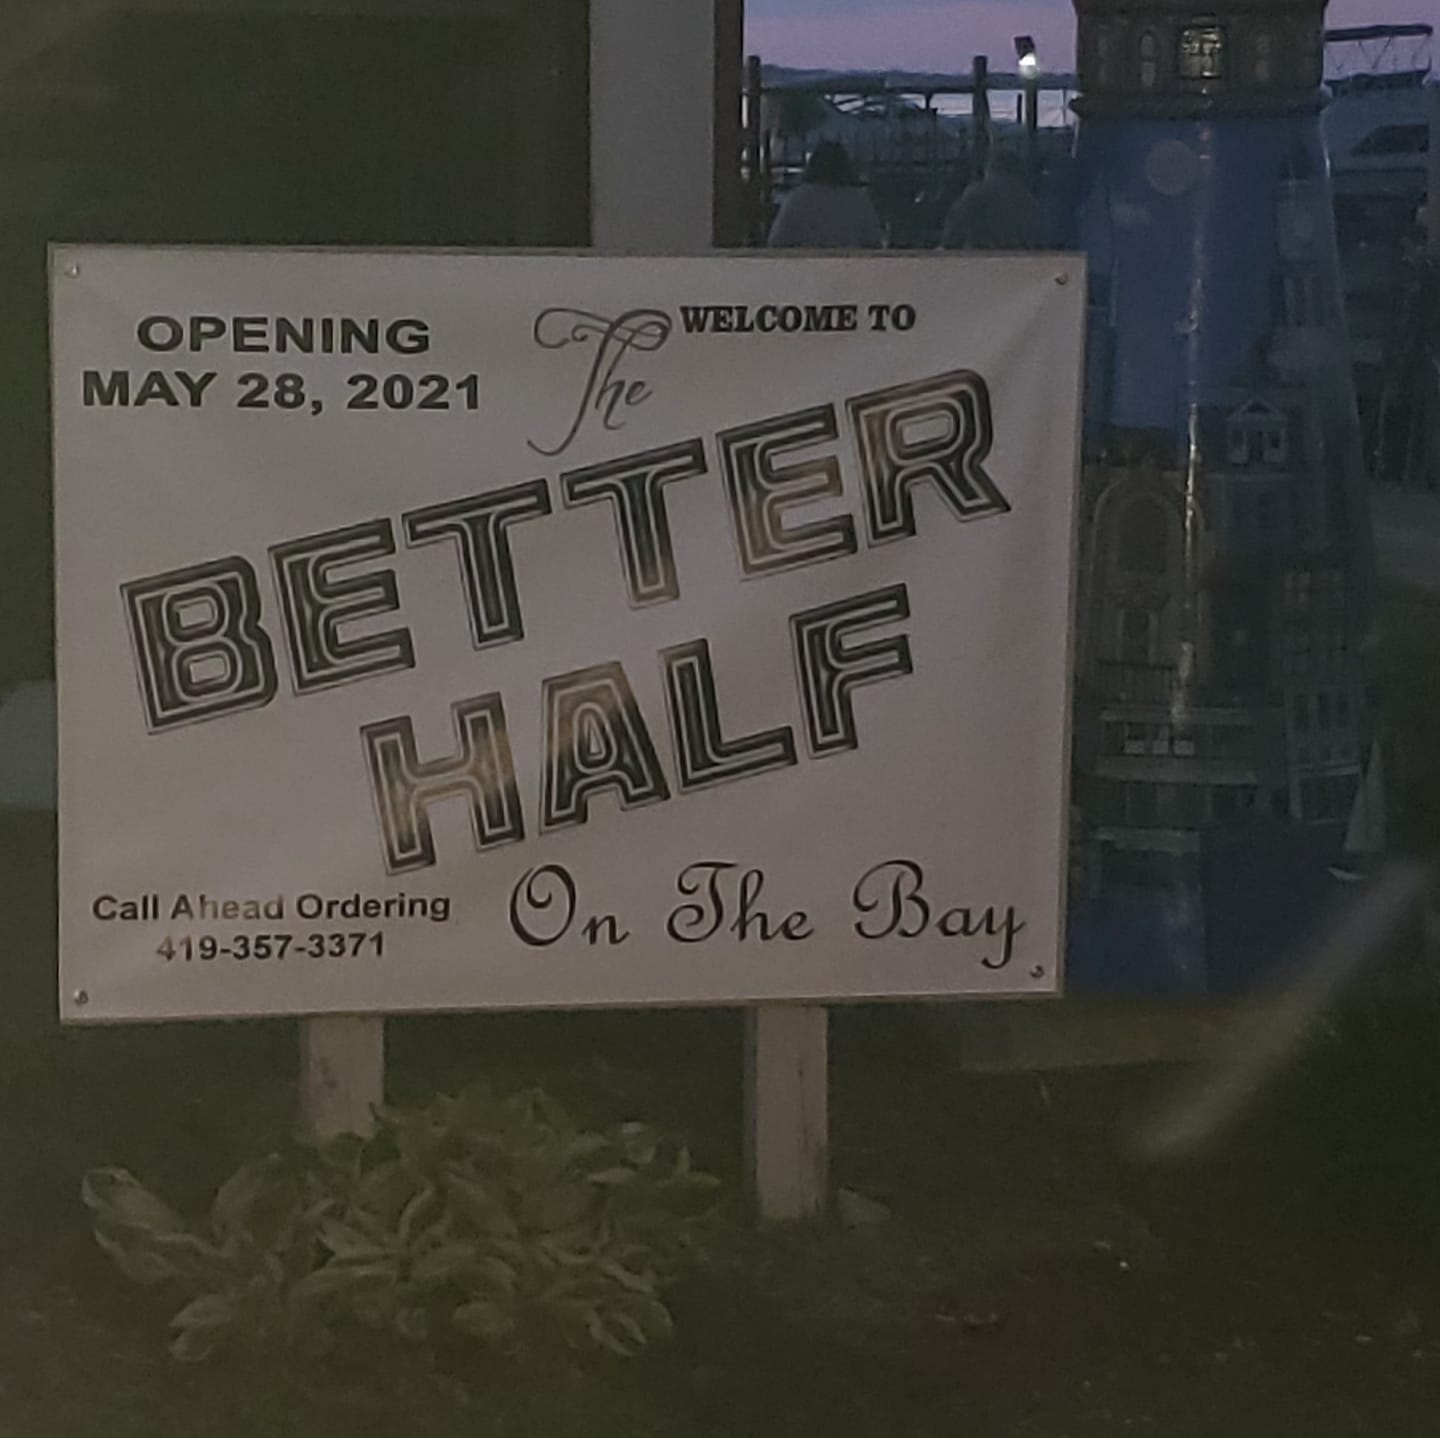 OPENING
MAY 28, 2021
WELCOME TO
The
BETTER
HALF
On The Bay
Call Ahead Ordering
419-357-3371